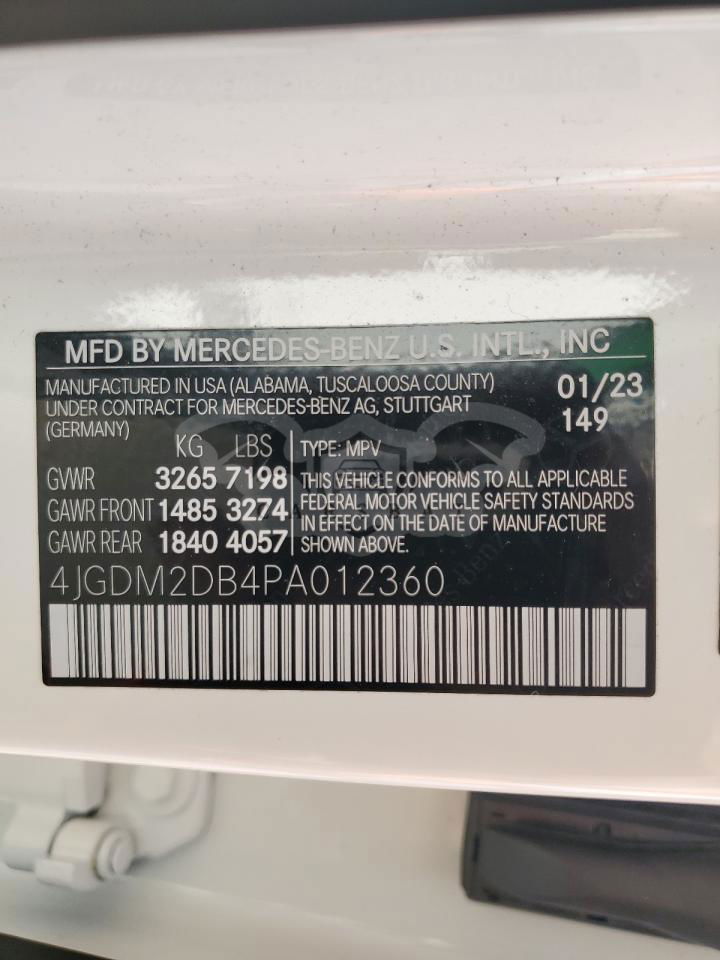 MFD BY MERCEDES-BENZ U.S. INTL., INC
MANUFACTURED IN USA (ALABAMA, TUSCALOOSA COUNTY) 01/23
UNDER CONTRACT FOR MERCEDES-BENZ AG, STUTTGART 149
(GERMANY)
KG LBS TYPE: MPV
GVWR 3265 7198 THIS VEHICLE CONFORMS TO ALL APPLICABLE
GAWR FRONT 1485 3274 FEDERAL MOTOR VEHICLE SAFETY STANDARDS
IN EFFECT ON THE DATE OF MANUFACTURE
GAWR REAR 1840 4057 SHOWN ABOVE.
4JGDM2DB4PA012360